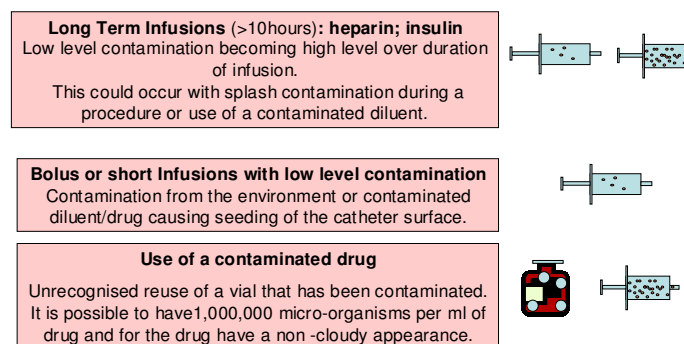 Long Term Infusions (>10hours): heparin; insulin
Low level contamination becoming high level over duration
of infusion.
This could occur with splash contamination during a
procedure or use of a contaminated diluent.
Bolus or short Infusions with low level contamination
Contamination from the environment or contaminated
diluent/drug causing seeding of the catheter surface.
Use of a contaminated drug
Unrecognised reuse of a vial that has been contaminated.
It is possible to have1,000,000 micro-organisms per ml of
drug and for the drug have a non -cloudy appearance.